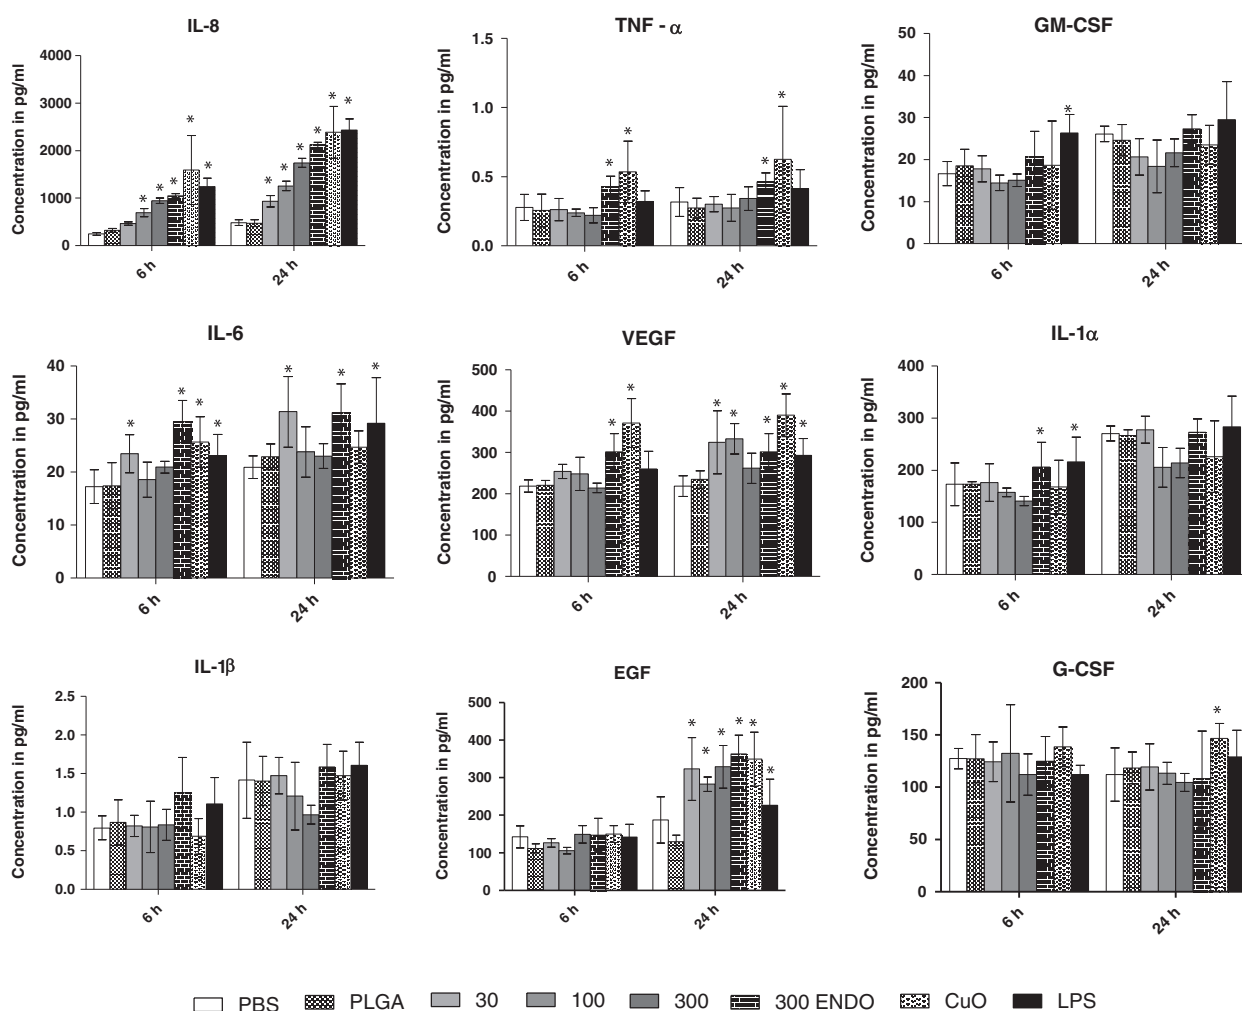 IL-8
Concentration in pg/ml
4000
3000
2000
1000
0
* * * * *
* * * * * *
6 h
24 h
TNF - α
Concentration in pg/ml
1.5
1.0
0.5
0.0
* *
* *
6 h
24 h
GM-CSF
Concentration in pg/ml
50
40
30
20
10
0
*
6 h
24 h
IL-6
Concentration in pg/ml
40
30
20
10
0
* * * *
* * *
6 h
24 h
VEGF
Concentration in pg/ml
500
400
300
200
100
0
* *
* * * * *
6 h
24 h
IL-1α
Concentration in pg/ml
400
300
200
100
0
* *
6 h
24 h
IL-1β
Concentration in pg/ml
2.5
2.0
1.5
1.0
0.5
0.0
6 h
24 h
EGF
Concentration in pg/ml
500
400
300
200
100
0
* * * * * *
6 h
24 h
G-CSF
Concentration in pg/ml
200
150
100
50
0
*
6 h
24 h
PBS PLGA 30 100 300 300 ENDO CuO LPS